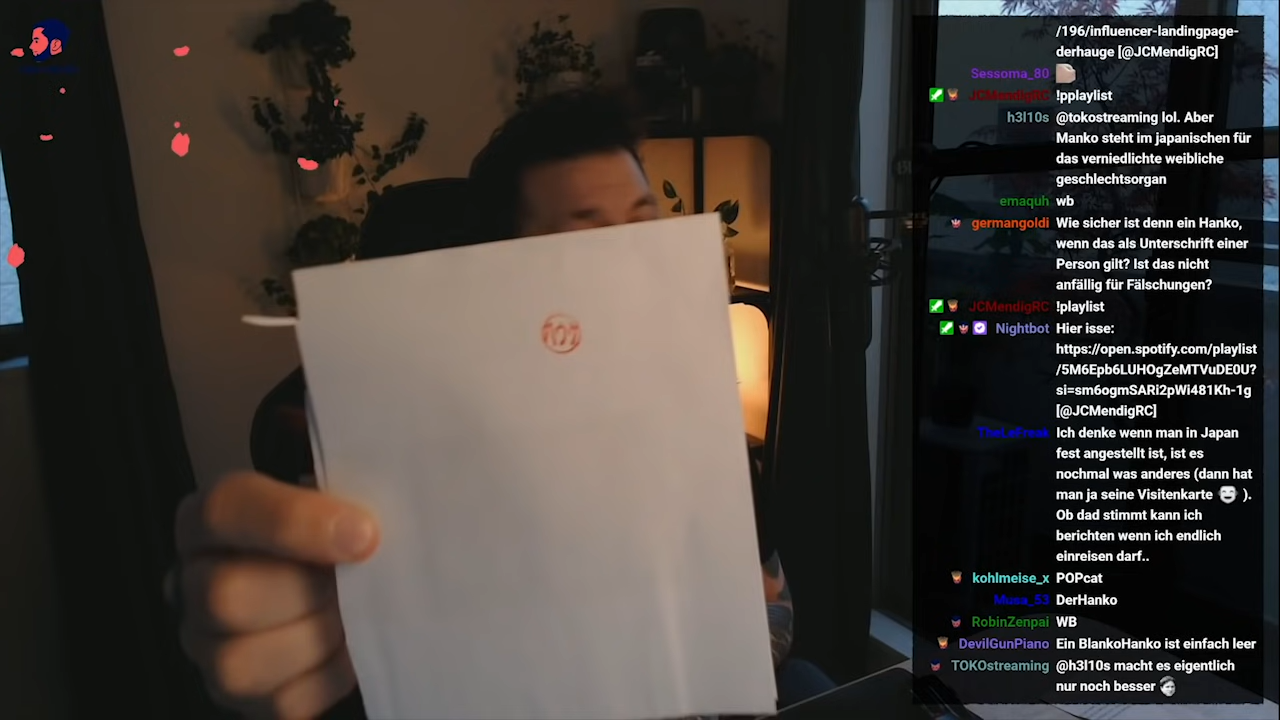 /196/influencer-landingpage-
derhauge [@JCMendigRC]
Sessoma_80
JCMendigRC !pplaylist
h3l10s @tokostreaming lol. Aber
Manko steht im japanischen für
das verniedlichte weibliche
geschlechtsorgan
emaquh wb
germangoldi Wie sicher ist denn ein Hanko,
wenn das als Unterschrift einer
Person gilt? Ist das nicht
anfällig für Fälschungen?
JCMendigRC !playlist
Nightbot Hier isse:
https://open.spotify.com/playlist
/5M6Epb6LUHOgZeMTVuDE0U?
si=sm6ogmSARi2pWi481Kh-1g
[@JCMendigRC]
TheLeFreak Ich denke wenn man in Japan
fest angestellt ist, ist es
nochmal was anderes (dann hat
man ja seine Visitenkarte ).
Ob dad stimmt kann ich
berichten wenn ich endlich
einreisen darf..
kohlmeise_x POPcat
Musa_53 DerHanko
RobinZenpai WB
DevilGunPiano Ein BlankoHanko ist einfach leer
TOKOstreaming @h3l10s macht es eigentlich
nur noch besser